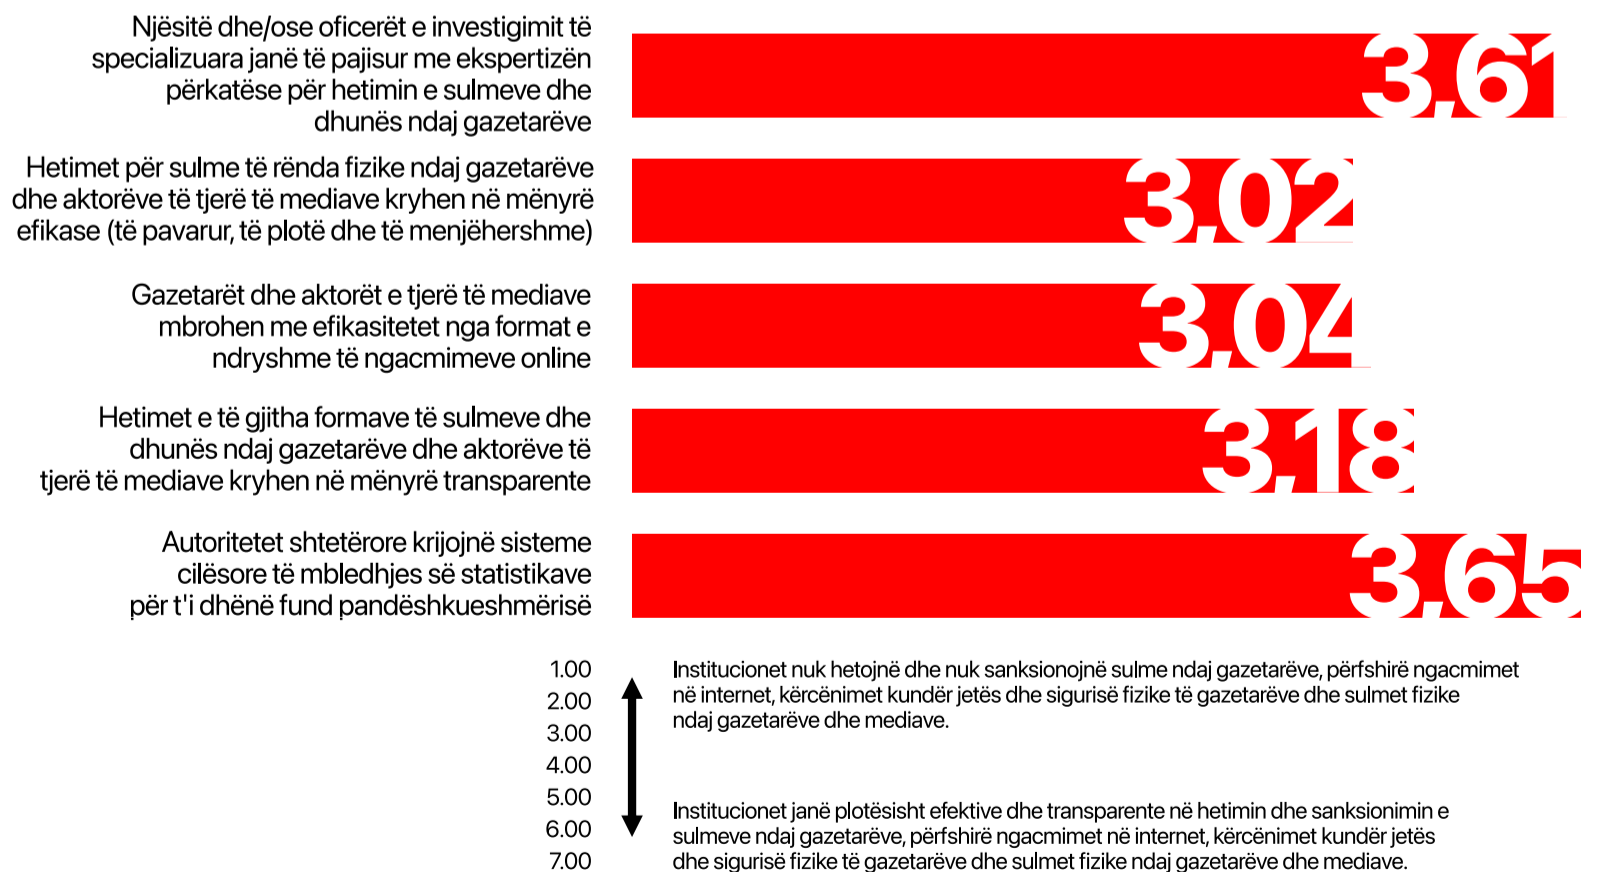 Njësitë dhe/ose oficerët e investigimit të
specializuara janë të pajisur me ekspertizën
përkatëse për hetimin e sulmeve dhe
dhunës ndaj gazetarëve
3,61
Hetimet për sulme të rënda fizike ndaj gazetarëve
dhe aktorëve të tjerë të mediave kryhen në mënyrë
efikase (të pavarur, të plotë dhe të menjëhershme)
3,02
Gazetarët dhe aktorët e tjerë të mediave
mbrohen me efikasitetet nga format e
ndryshme të ngacmimeve online
3,04
Hetimet e të gjitha formave të sulmeve dhe
dhunës ndaj gazetarëve dhe aktorëve të
tjerë të mediave kryhen në mënyrë transparente
3,18
Autoritetet shtetërore krijojnë sisteme
cilësore të mbledhjes së statistikave
për t'i dhënë fund pandëshkueshmërisë
3,65
1.00
2.00
3.00
4.00
5.00
6.00
7.00
Institucionet nuk hetojnë dhe nuk sanksionojnë sulme ndaj gazetarëve, përfshirë ngacmimet
në internet, kërcënimet kundër jetës dhe sigurisë fizike të gazetarëve dhe sulmet fizike
ndaj gazetarëve dhe mediave.
Institucionet janë plotësisht efektive dhe transparente në hetimin dhe sanksionimin e
sulmeve ndaj gazetarëve, përfshirë ngacmimet në internet, kërcënimet kundër jetës
dhe sigurisë fizike të gazetarëve dhe sulmet fizike ndaj gazetarëve dhe mediave.